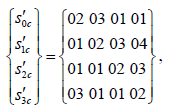 s'0c = 02 03 01 01
s'1c 01 02 03 04
s'2c 01 01 02 03
s'3c 03 01 01 02 ,